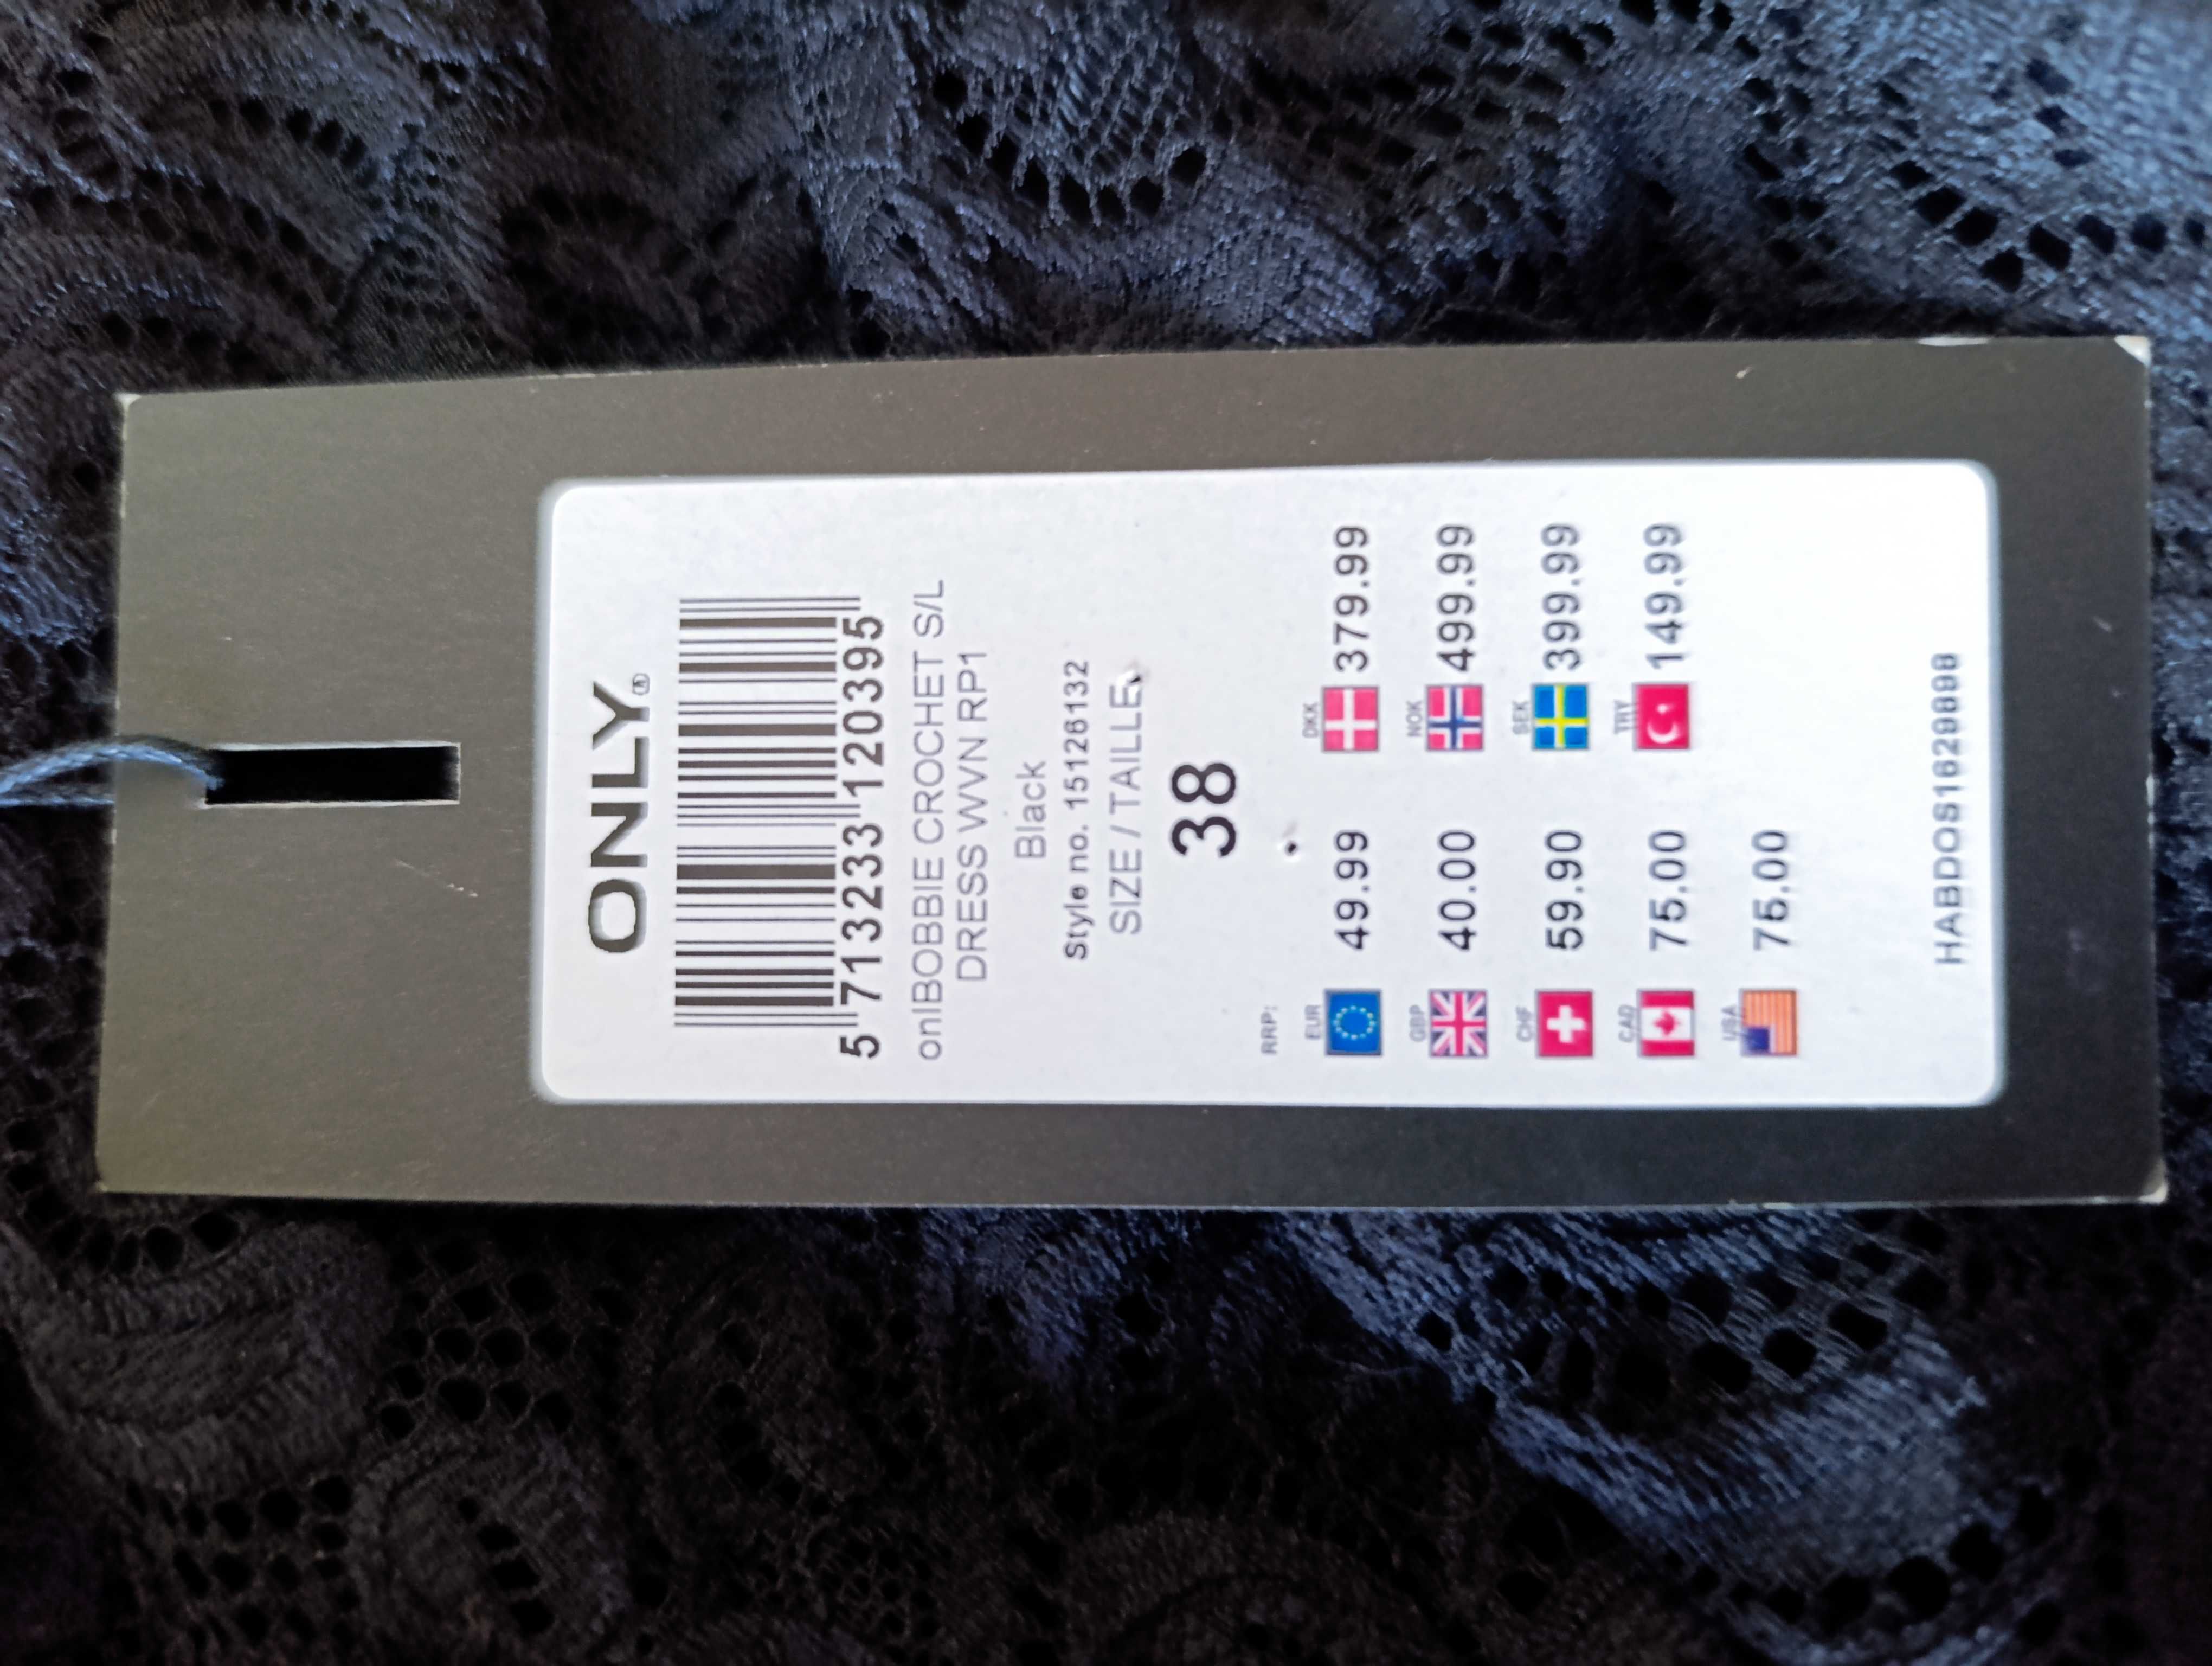 ONLY®
5 713233 120395
onlBOBBIE CROCHET S/L
DRESS WVN RP1
Black
Style no. 15126132
SIZE / TAILLE
38
RRP:
EUR 49.99 DKK 379.99
GBP 40.00 NOK 499.99
CHF 59.90 SEK 399.99
CAD 75.00 TRY 149.99
USA 75.00
HABDOS1629898